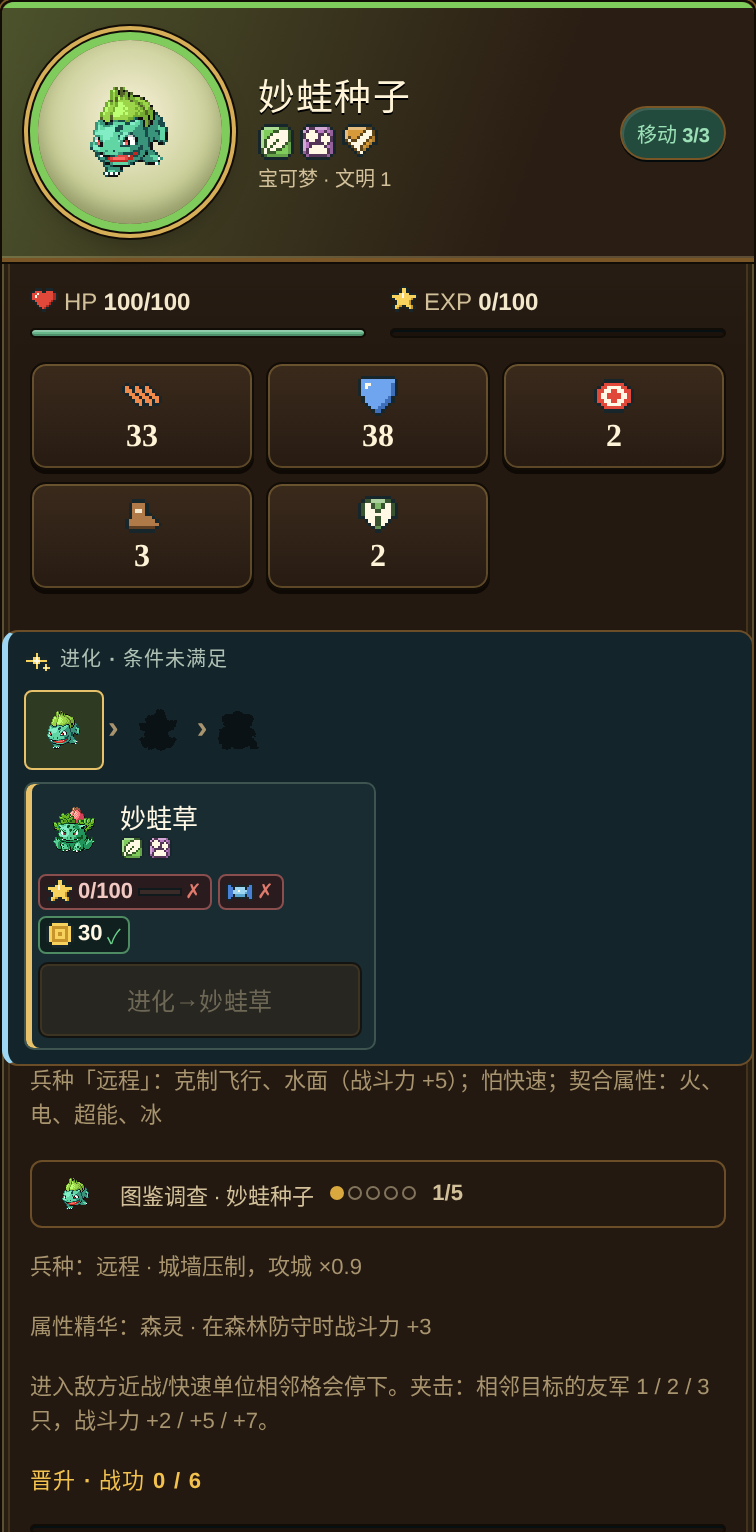 妙蛙种子
移动 3/3
宝可梦 · 文明 1
HP 100/100
EXP 0/100
33
38
2
3
2
进化 · 条件未满足
› ›
妙蛙草
0/100 ✗ ✗
30 ✓
进化→妙蛙草
兵种「远程」：克制飞行、水面（战斗力 +5）；怕快速；契合属性：火、
电、超能、冰
图鉴调查 · 妙蛙种子 1/5
兵种：远程 · 城墙压制，攻城 ×0.9
属性精华：森灵 · 在森林防守时战斗力 +3
进入敌方近战/快速单位相邻格会停下。夹击：相邻目标的友军 1 / 2 / 3
只，战斗力 +2 / +5 / +7。
晋升 · 战功 0 / 6